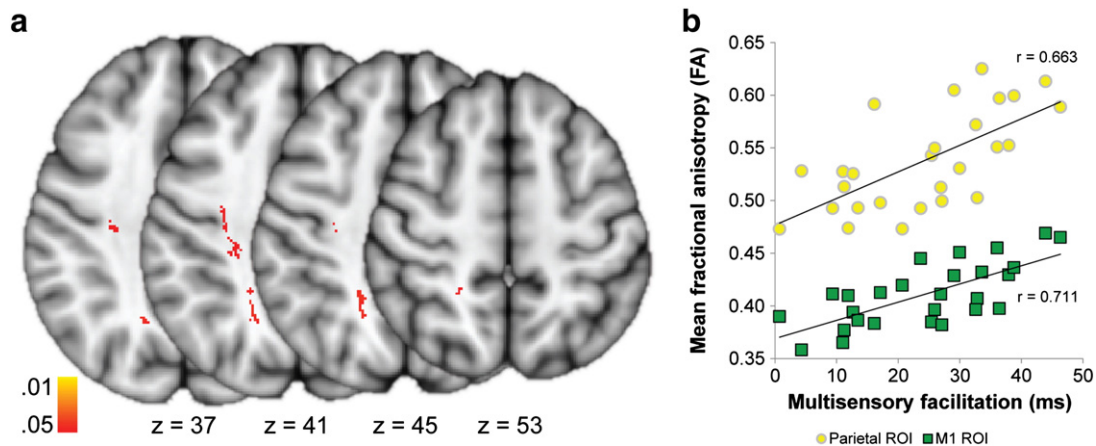 a
.01
.05
z = 37
z = 41
z = 45
z = 53
b
Mean fractional anisotropy (FA)
0.65
0.60
0.55
0.50
0.45
0.40
0.35
r = 0.663
r = 0.711
0 10 20 30 40 50
Multisensory facilitation (ms)
Parietal ROI M1 ROI